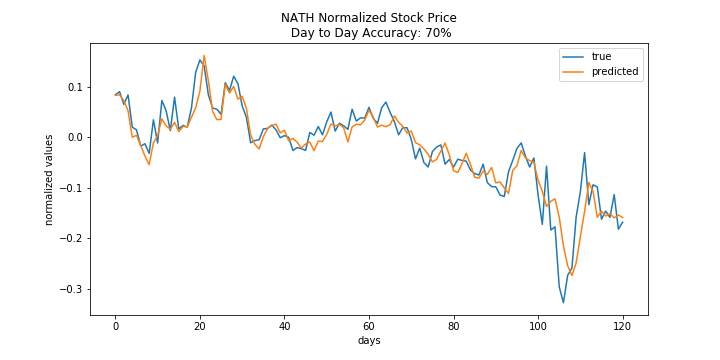 NATH Normalized Stock Price
Day to Day Accuracy: 70%
true
predicted
normalized values
0.1
0.0
−0.1
−0.2
−0.3
0
20
40
60
80
100
120
days